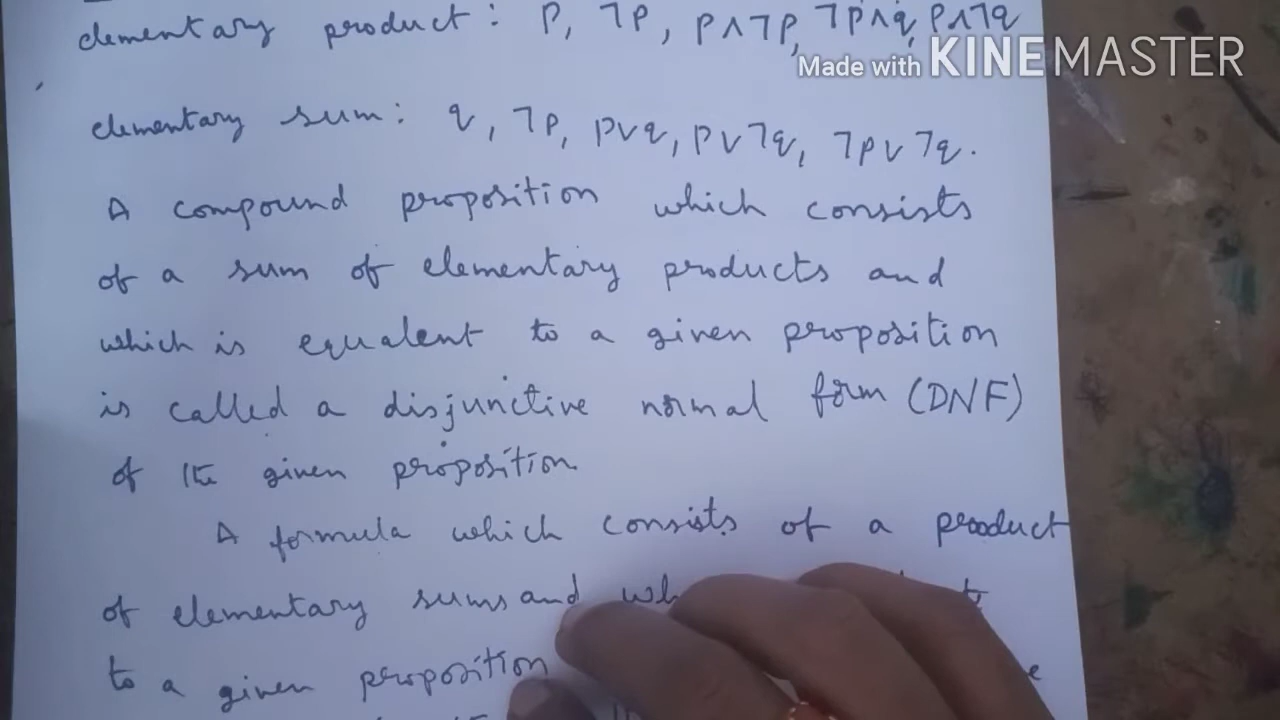 elementary product: p, ¬p, p∧¬p, ¬p∧q, p∧¬q
Made with KINEMASTER
elementary sum: q, ¬p, p∨q, p∨¬q, ¬p∨¬q.
A compound proposition which consists
of a sum of elementary products and
which is equalent to a given proposition
is called a disjunctive normal form (DNF)
of the given proposition.
A formula which consists of a product
of elementary sums and
to a given proposition